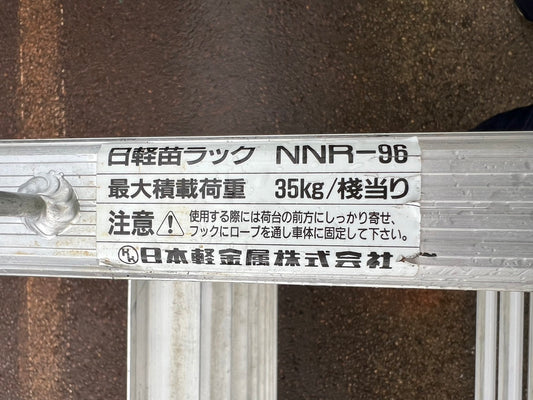 日軽苗ラック NNR-96
最大積載荷重 35kg/桟当り
注意 使用する際には荷台の前方にしっかり寄せ、
フックにロープを通し車体に固定して下さい。
日本軽金属株式会社